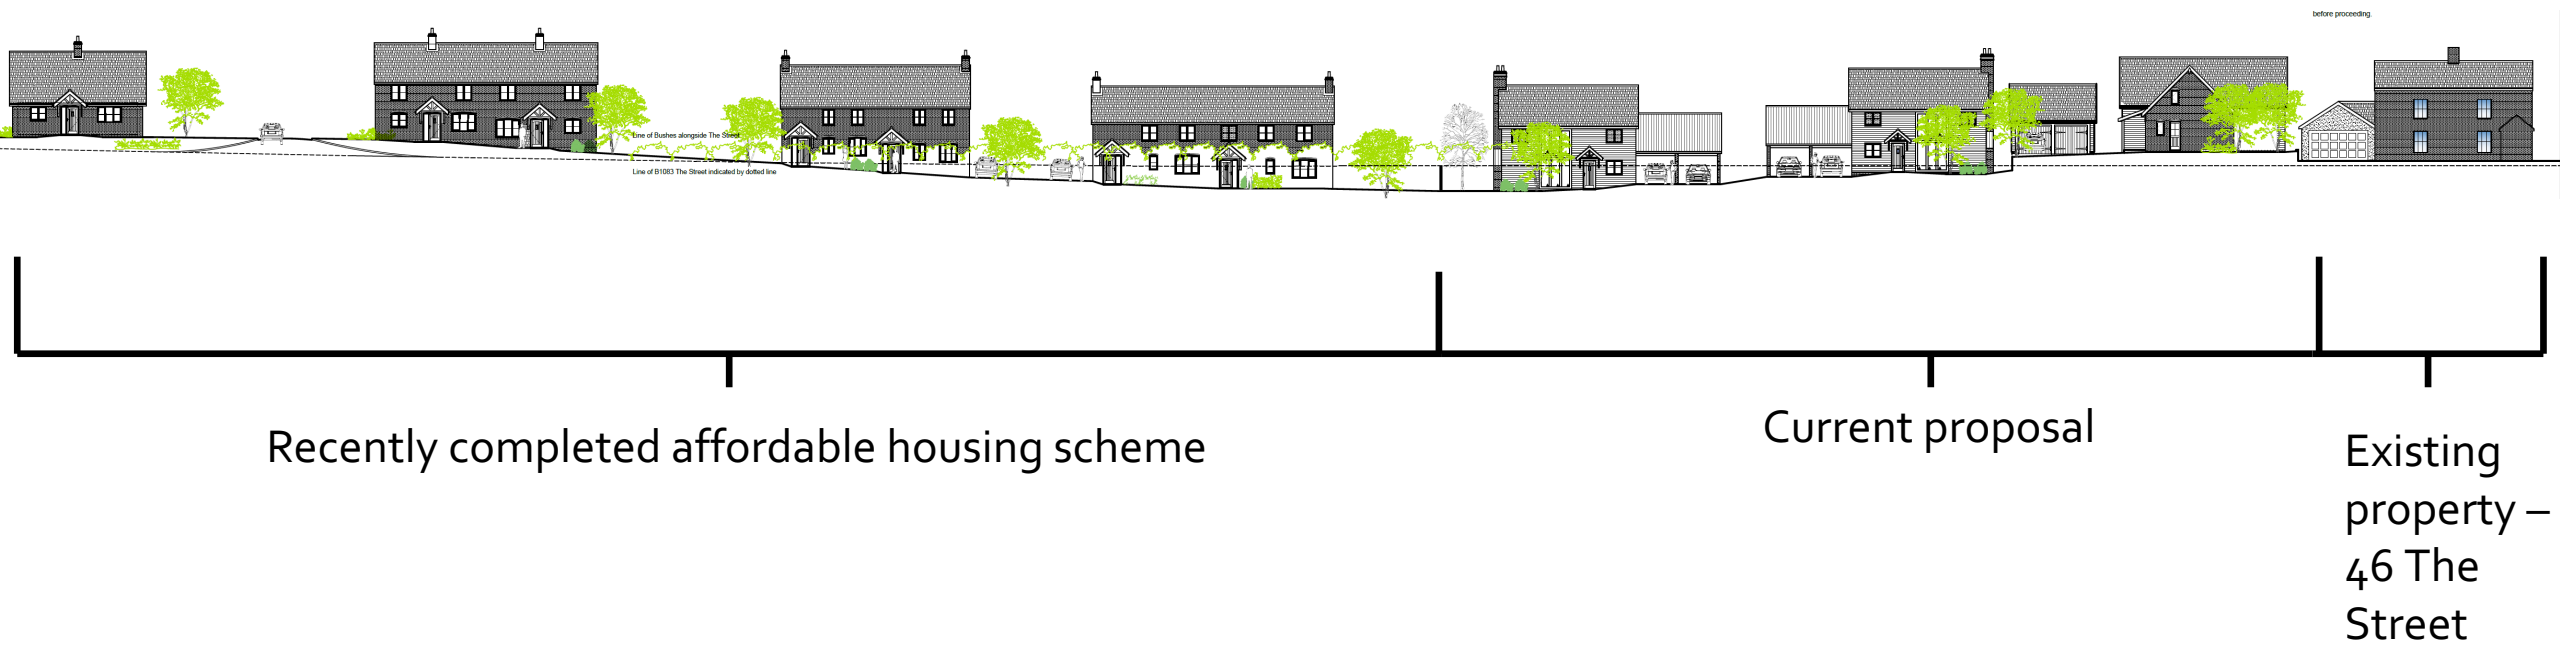 before proceeding.
Line of Bushes alongside The Street
Line of B1083 The Street indicated by dotted line
Recently completed affordable housing scheme
Current proposal
Existing
property –
46 The
Street